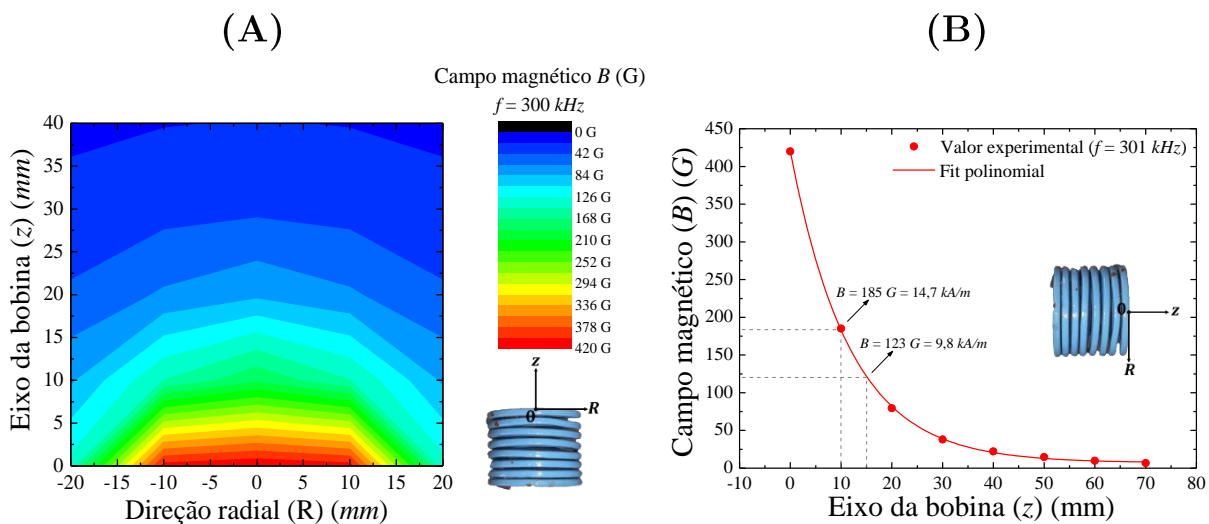 (A)
(B)
Campo magnético B (G)
f = 300 kHz
0 G
42 G
84 G
126 G
168 G
210 G
252 G
294 G
336 G
378 G
420 G
Eixo da bobina (z) (mm)
40
35
30
25
20
15
10
5
0
-20 -15 -10 -5 0 5 10 15 20
Direção radial (R) (mm)
z
R
0
Campo magnético (B) (G)
450
400
350
300
250
200
150
100
50
0
-10 0 10 20 30 40 50 60 70 80
Eixo da bobina (z) (mm)
Valor experimental (f = 301 kHz)
Fit polinomial
B = 185 G = 14,7 kA/m
B = 123 G = 9,8 kA/m
0
z
R